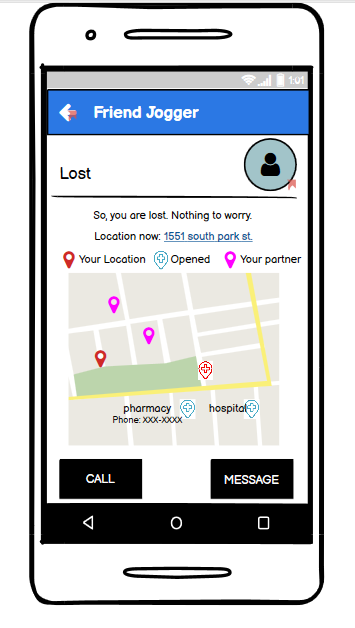 1:01
Friend Jogger
Lost
So, you are lost. Nothing to worry.
Location now: 1551 south park st.
Your Location Opened Your partner
pharmacy hospital
Phone: XXX-XXXX
CALL MESSAGE